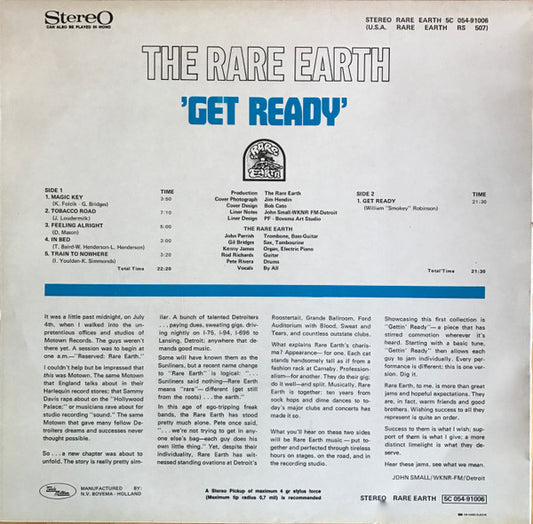 StereO
CAN ALSO BE PLAYED IN MONO
STEREO RARE EARTH 5C 054-91006
(U.S.A. RARE EARTH RS 507)
THE RARE EARTH
'GET READY'
RARE
EARTH
SIDE 1 TIME
1. MAGIC KEY 3:50
(K. Folcik - G. Bridges)
2. TOBACCO ROAD 7:10
(J. Loudermilk)
3. FEELING ALRIGHT 5:00
(D. Mason)
4. IN BED 3:00
(T. Baird-W. Henderson-L. Henderson)
5. TRAIN TO NOWHERE 3:20
(I. Youlden-K. Simmonds)
Total Time 22:20
Production The Rare Earth
Cover Photograph Jim Hendin
Cover Design Bob Cato
Liner Notes John Small-WKNR FM-Detroit
Liner Design PF - Bovema Art Studio
THE RARE EARTH
John Parrish Trombone, Bass-Guitar
Gil Bridges Sax, Tambourine
Kenny James Organ, Electric Piano
Rod Richards Guitar
Pete Rivera Drums
Vocals By All
SIDE 2 TIME
1. GET READY 21:30
(William "Smokey" Robinson)
Total Time 21:30
It was a little past midnight, on July
4th, when I walked into the un-
pretentious offices and studios of
Motown Records. The guys weren't
there yet. A session was to begin at
one a.m.—"Reserved: Rare Earth."
I couldn't help but be impressed that
this was Motown. The same Motown
that England talks about in their
Harlequin record stores; that Sammy
Davis raps about on the "Hollywood
Palace;" or musicians rave about for
studio recording "sound." The same
Motown that gave many fellow De-
troiters dreams and successes never
thought possible.
So . . . a new chapter was about to
unfold. The story is really pretty sim-
ilar. A bunch of talented Detroiters
. . . paying dues, sweating gigs, driv-
ing nightly on I-75, I-94, I-696 to
Lansing, Detroit; anywhere that de-
mands good music.
Some will have known them as the
Sunliners, but a recent name change
to "Rare Earth" is logical: ". . .
Sunliners said nothing—Rare Earth
means "rare"—different (get still
from the roots) . . . the earth."
In this age of ego-tripping freak
bands, the Rare Earth has stood
pretty much alone. Pete once said,
". . . we're not trying to get in any-
one else's bag—each guy does his
own little thing." Yet, despite their
individuality, Rare Earth has wit-
nessed standing ovations at Detroit's
Roostertail, Grande Ballroom, Ford
Auditorium with Blood, Sweat and
Tears, and countless outstate clubs.
What explains Rare Earth's charis-
ma? Appearance—for one. Each cat
stands handsomely tall as if from a
fashion rack at Carnaby. Profession-
alism—for another. They do their gig;
do it well—and split. Musically, Rare
Earth is together: ten years from
sock hops and dime dances to to-
day's major clubs and concerts has
made it so.
What you'll hear on these two sides
will be Rare Earth music — put to-
gether and perfected through tireless
hours on stages, on the road, and in
the recording studio.
Showcasing this first collection is
"Gettin' Ready"—a piece that has
stirred commotion wherever it's
heard. Starting with a basic tune,
"Gettin' Ready" then allows each
guy to jam individually. Every per-
formance is different; this is one ver-
sion. Dig it.
Rare Earth, to me, is more than great
jams and hopeful expectations. They
are, in fact, warm friends and good
brothers. Wishing success to all they
represent is quite an order.
Success to them is what I wish; sup-
port of them is what I give; a more
distinct limelight is what they de-
serve.
Hear these jams, see what we mean.
JOHN SMALL/WKNR-FM/Detroit
MANUFACTURED BY:
N.V. BOVEMA - HOLLAND
A Stereo Pickup of maximum 4 gr stylus force
(Maximum tip radius 0,7 mil) is recommended
STEREO RARE EARTH 5C 054-91006